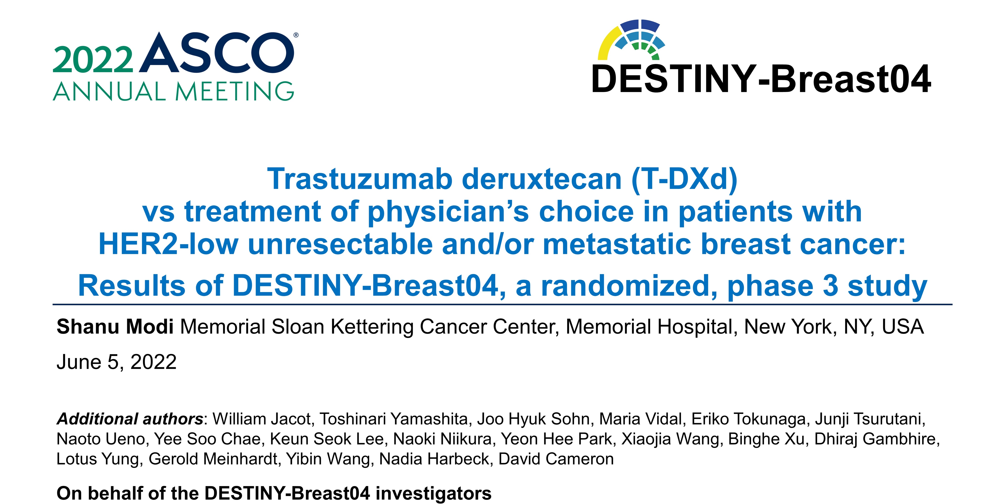 2022 ASCO®
ANNUAL MEETING
DESTINY-Breast04
Trastuzumab deruxtecan (T-DXd)
vs treatment of physician’s choice in patients with
HER2-low unresectable and/or metastatic breast cancer:
Results of DESTINY-Breast04, a randomized, phase 3 study
Shanu Modi Memorial Sloan Kettering Cancer Center, Memorial Hospital, New York, NY, USA
June 5, 2022
Additional authors: William Jacot, Toshinari Yamashita, Joo Hyuk Sohn, Maria Vidal, Eriko Tokunaga, Junji Tsurutani,
Naoto Ueno, Yee Soo Chae, Keun Seok Lee, Naoki Niikura, Yeon Hee Park, Xiaojia Wang, Binghe Xu, Dhiraj Gambhire,
Lotus Yung, Gerold Meinhardt, Yibin Wang, Nadia Harbeck, David Cameron
On behalf of the DESTINY-Breast04 investigators